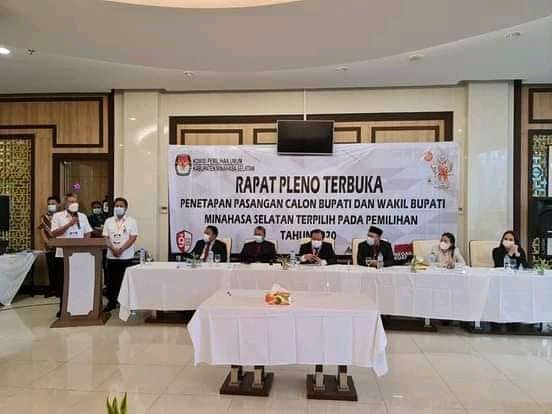 KOMISI PEMILIHAN UMUM
KABUPATEN MINAHASA SELATAN
RAPAT PLENO TERBUKA
PENETAPAN PASANGAN CALON BUPATI DAN WAKIL BUPATI
MINAHASA SELATAN TERPILIH PADA PEMILIHAN
TAHUN 2020